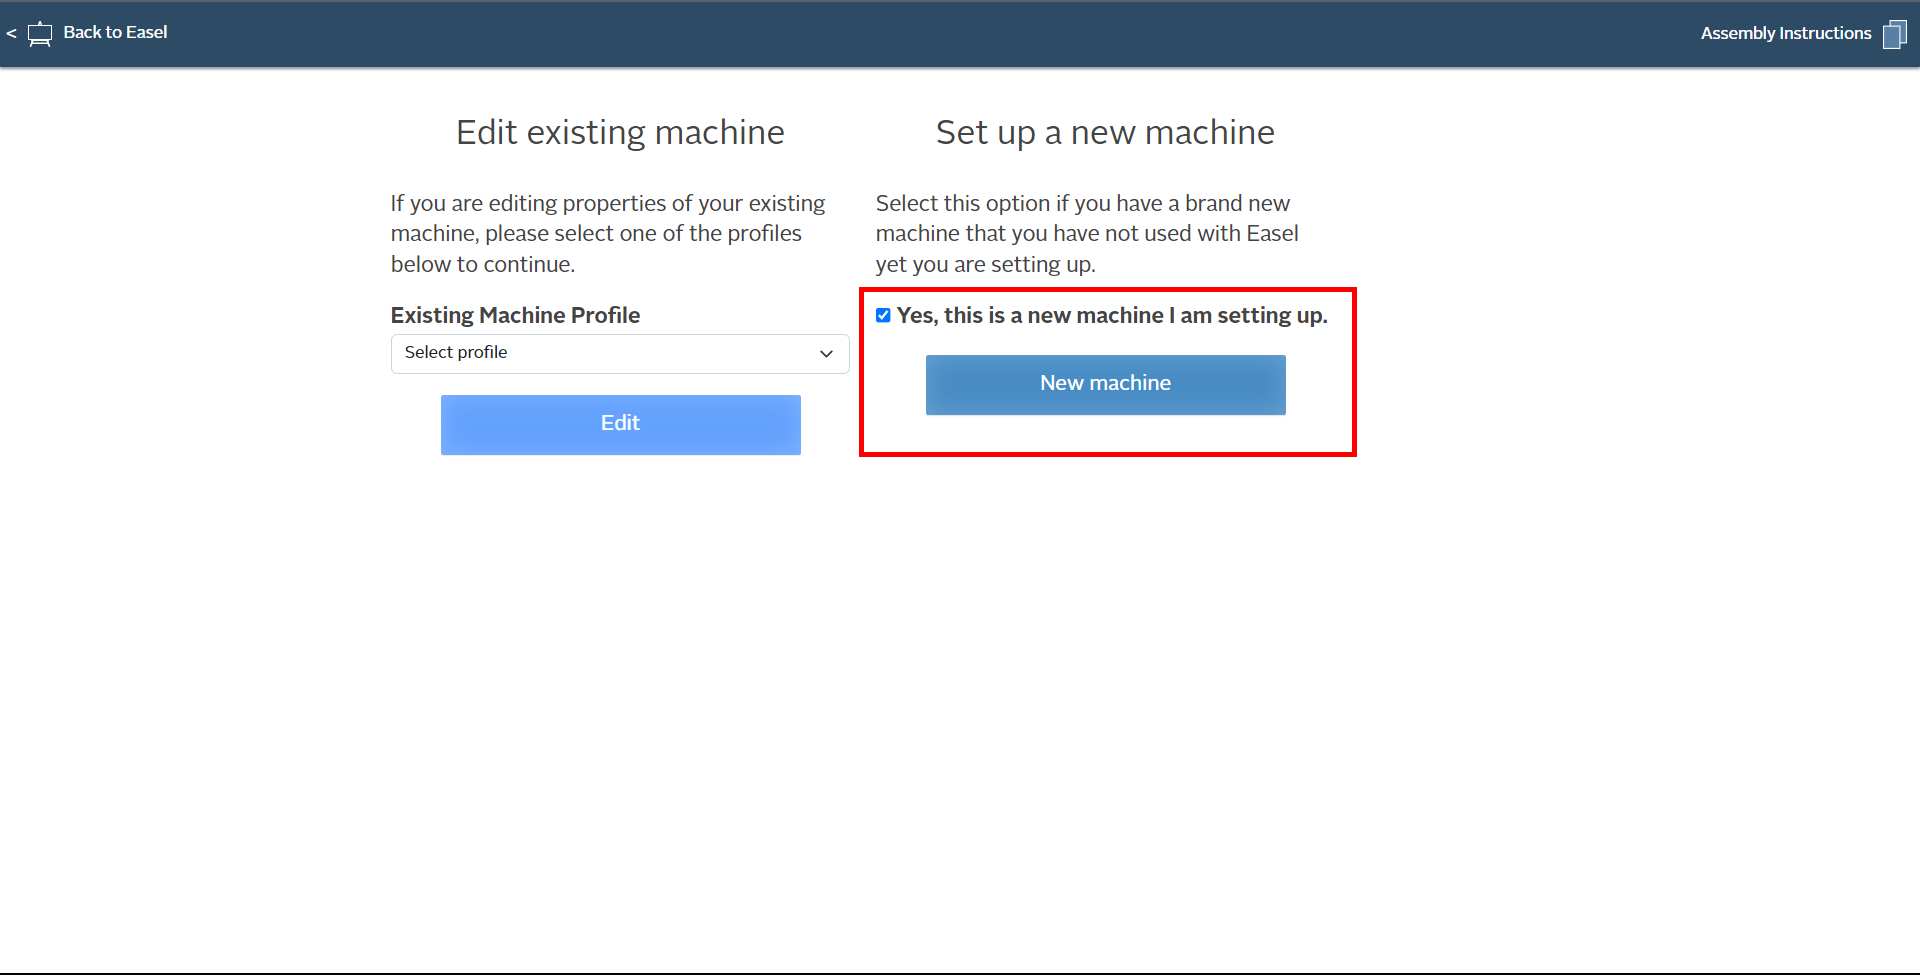 < Back to Easel
Assembly Instructions
Edit existing machine
If you are editing properties of your existing
machine, please select one of the profiles
below to continue.
Existing Machine Profile
Select profile
Edit
Set up a new machine
Select this option if you have a brand new
machine that you have not used with Easel
yet you are setting up.
Yes, this is a new machine I am setting up.
New machine